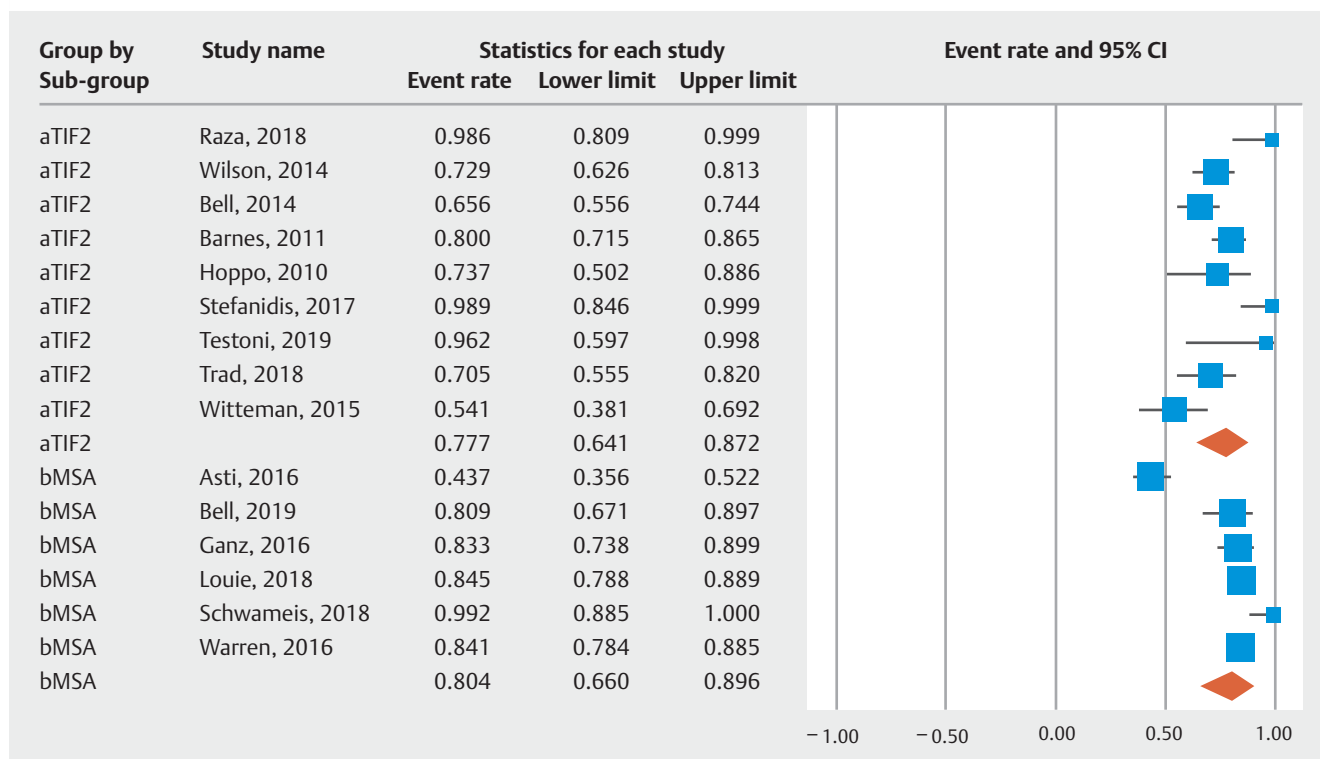 Group by Study name Statistics for each study Event rate and 95% CI
Sub-group Event rate Lower limit Upper limit
aTIF2 Raza, 2018 0.986 0.809 0.999
aTIF2 Wilson, 2014 0.729 0.626 0.813
aTIF2 Bell, 2014 0.656 0.556 0.744
aTIF2 Barnes, 2011 0.800 0.715 0.865
aTIF2 Hoppo, 2010 0.737 0.502 0.886
aTIF2 Stefanidis, 2017 0.989 0.846 0.999
aTIF2 Testoni, 2019 0.962 0.597 0.998
aTIF2 Trad, 2018 0.705 0.555 0.820
aTIF2 Witteman, 2015 0.541 0.381 0.692
aTIF2 0.777 0.641 0.872
bMSA Asti, 2016 0.437 0.356 0.522
bMSA Bell, 2019 0.809 0.671 0.897
bMSA Ganz, 2016 0.833 0.738 0.899
bMSA Louie, 2018 0.845 0.788 0.889
bMSA Schwameis, 2018 0.992 0.885 1.000
bMSA Warren, 2016 0.841 0.784 0.885
bMSA 0.804 0.660 0.896
−1.00 −0.50 0.00 0.50 1.00